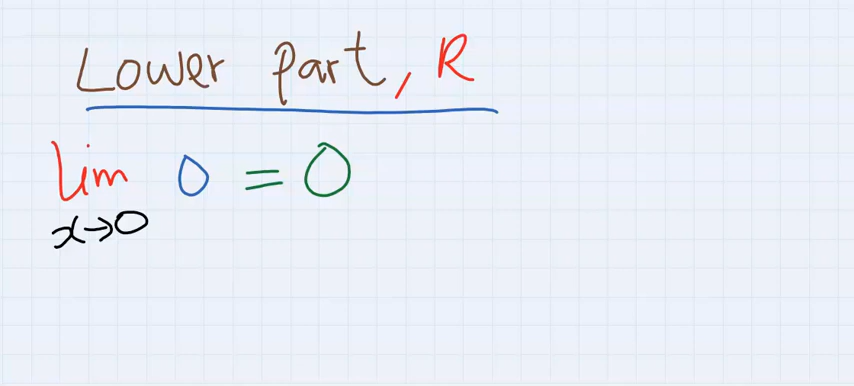 Lower part, R
lim 0 = 0
x→0